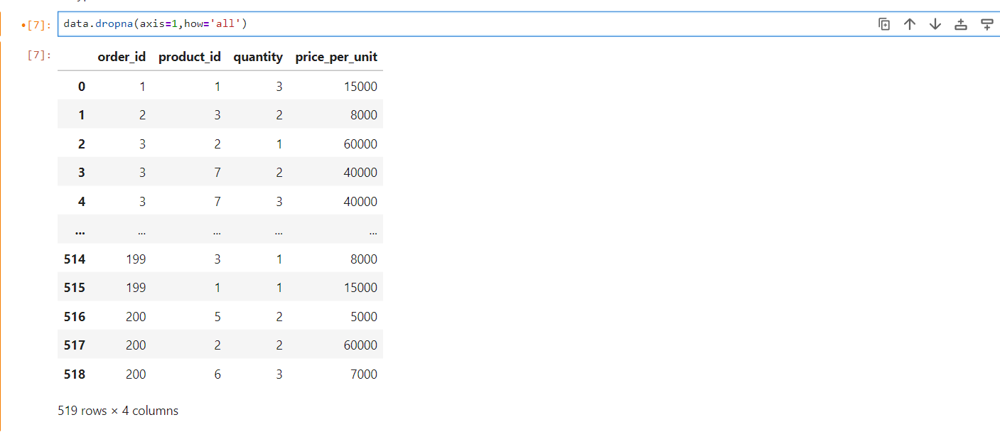 [7]: data.dropna(axis=1,how='all')
[7]: order_id product_id quantity price_per_unit
0 1 1 3 15000
1 2 3 2 8000
2 3 2 1 60000
3 3 7 2 40000
4 3 7 3 40000
... ... ... ... ...
514 199 3 1 8000
515 199 1 1 15000
516 200 5 2 5000
517 200 2 2 60000
518 200 6 3 7000
519 rows × 4 columns